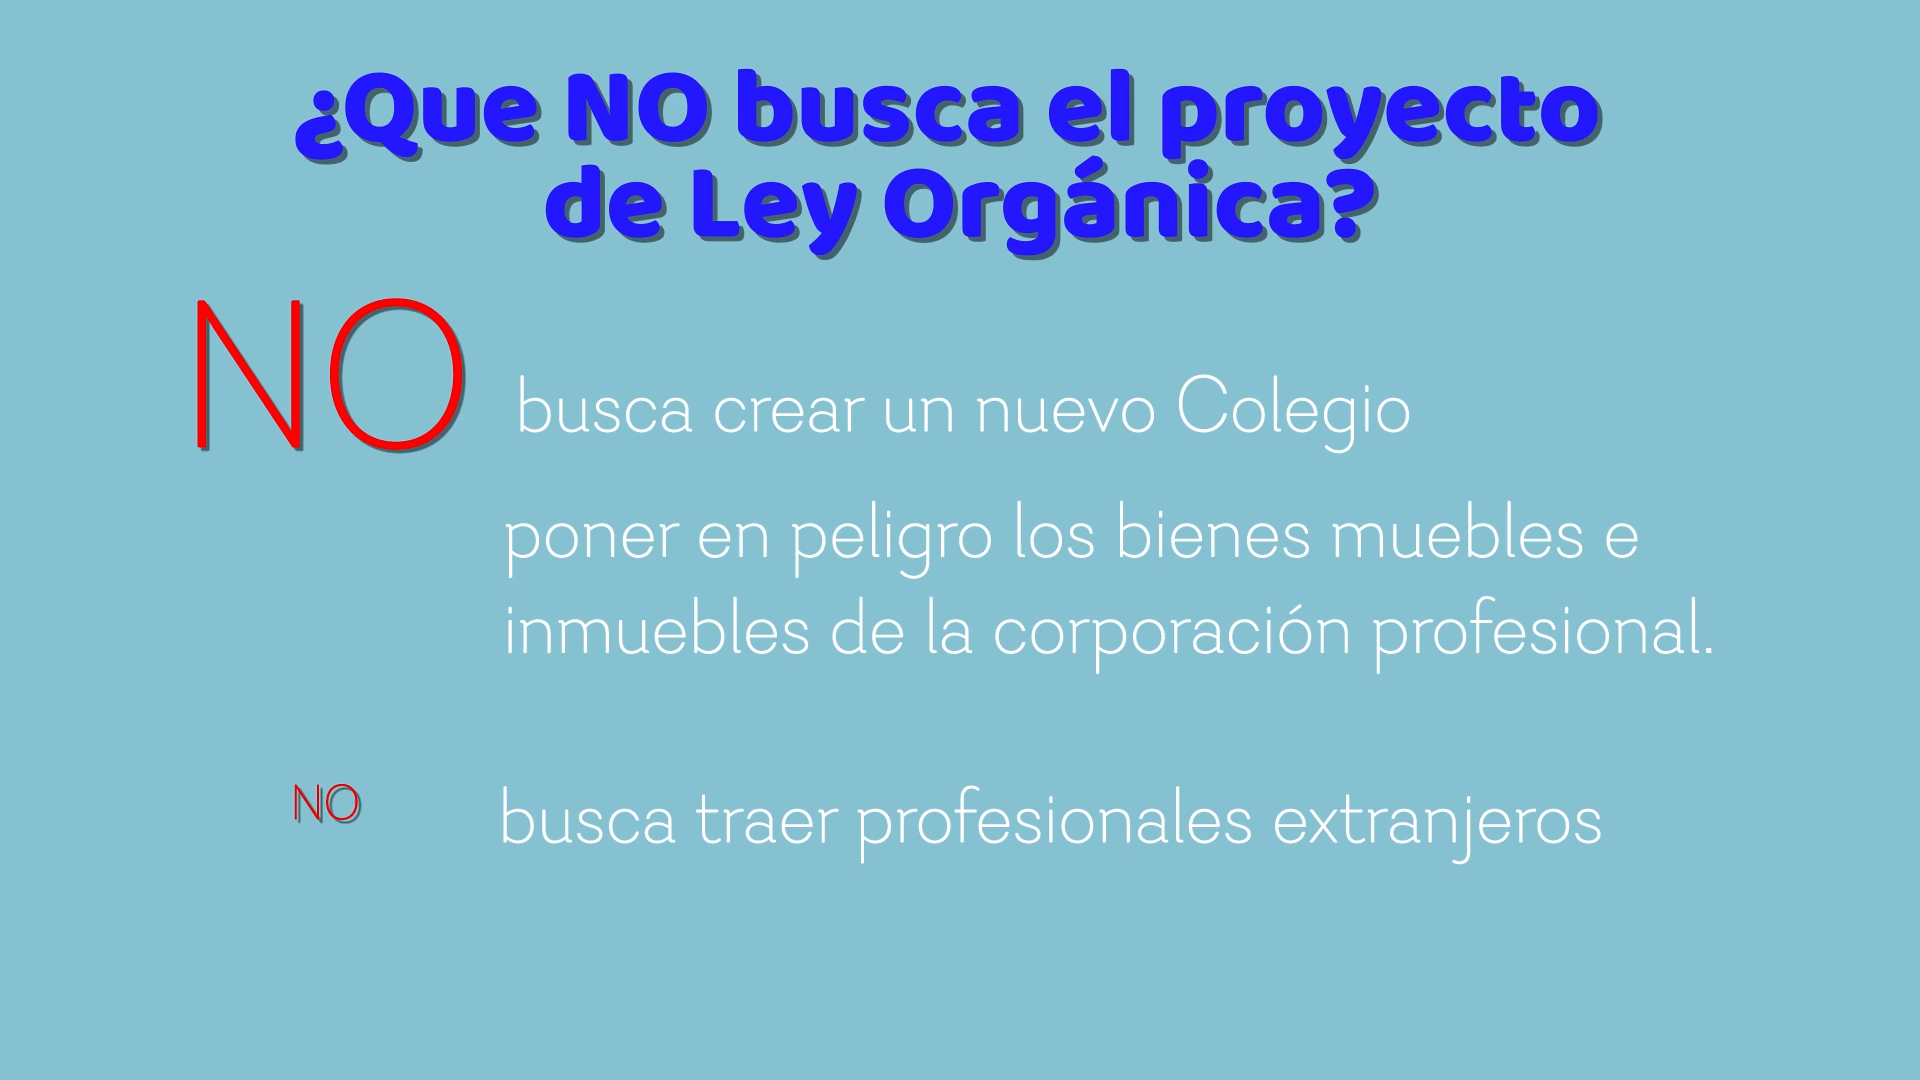 ¿Que NO busca el proyecto
de Ley Orgánica?
NO busca crear un nuevo Colegio
poner en peligro los bienes muebles e
inmuebles de la corporación profesional.
NO busca traer profesionales extranjeros